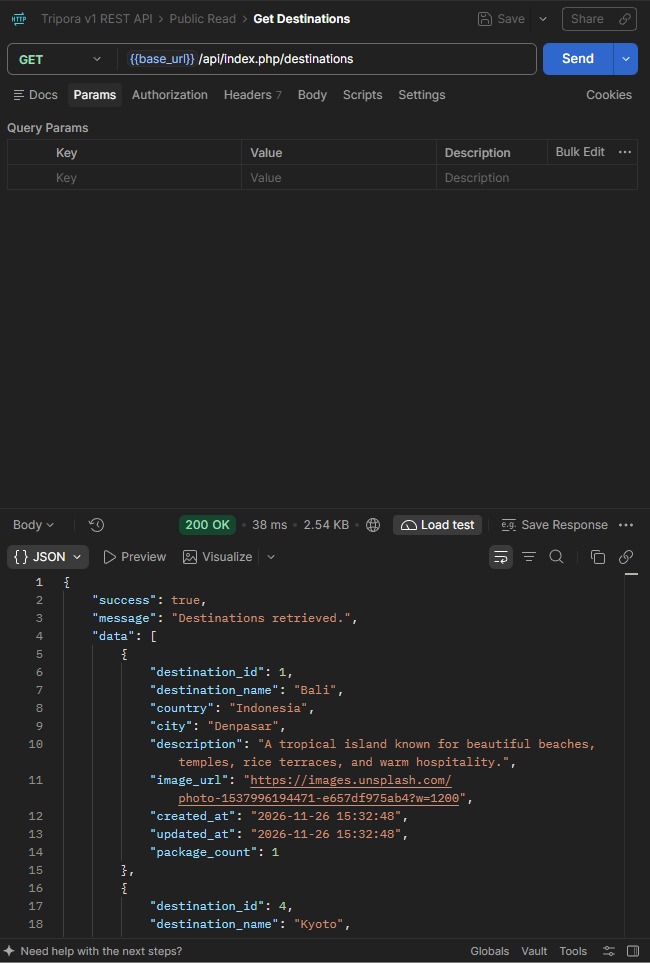 HTTP Tripora v1 REST API > Public Read > Get Destinations Save Share
GET {{base_url}} /api/index.php/destinations Send
Docs Params Authorization Headers 7 Body Scripts Settings Cookies
Query Params
Key Value Description Bulk Edit ...
Key Value Description
Body 200 OK • 38 ms • 2.54 KB • Load test e.g. Save Response ...
{} JSON Preview Visualize
1 {
2 "success": true,
3 "message": "Destinations retrieved.",
4 "data": [
5 {
6 "destination_id": 1,
7 "destination_name": "Bali",
8 "country": "Indonesia",
9 "city": "Denpasar",
10 "description": "A tropical island known for beautiful beaches,
temples, rice terraces, and warm hospitality.",
11 "image_url": "https://images.unsplash.com/
photo-1537996194471-e657df975ab4?w=1200",
12 "created_at": "2026-11-26 15:32:48",
13 "updated_at": "2026-11-26 15:32:48",
14 "package_count": 1
15 },
16 {
17 "destination_id": 4,
18 "destination_name": "Kyoto",
Need help with the next steps? Globals Vault Tools